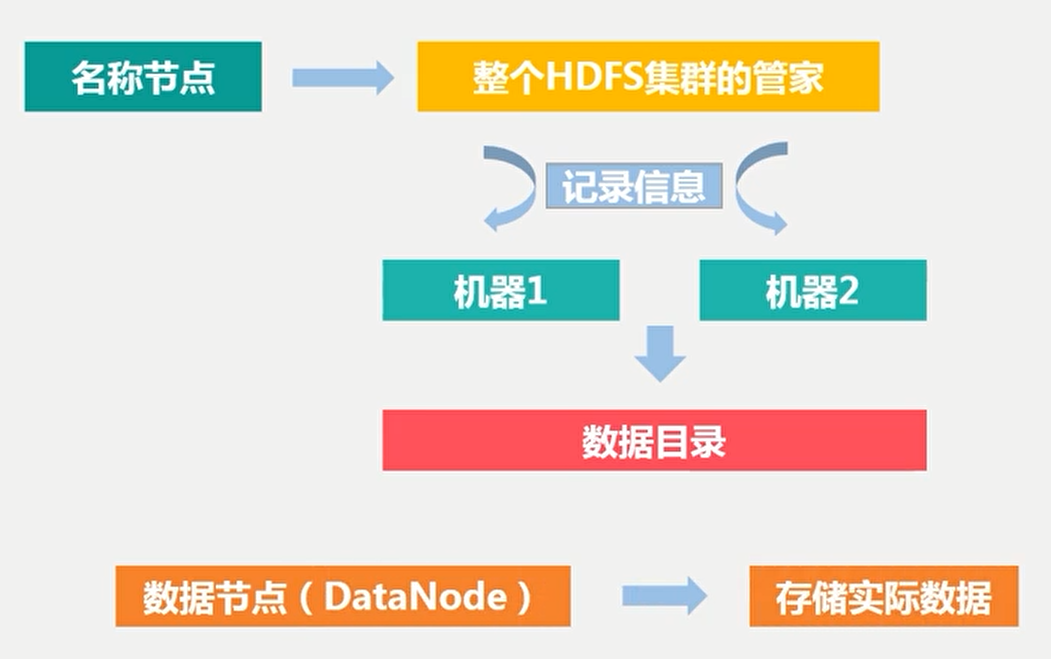 名称节点
整个HDFS集群的管家
记录信息
机器1
机器2
数据目录
数据节点（DataNode）
存储实际数据